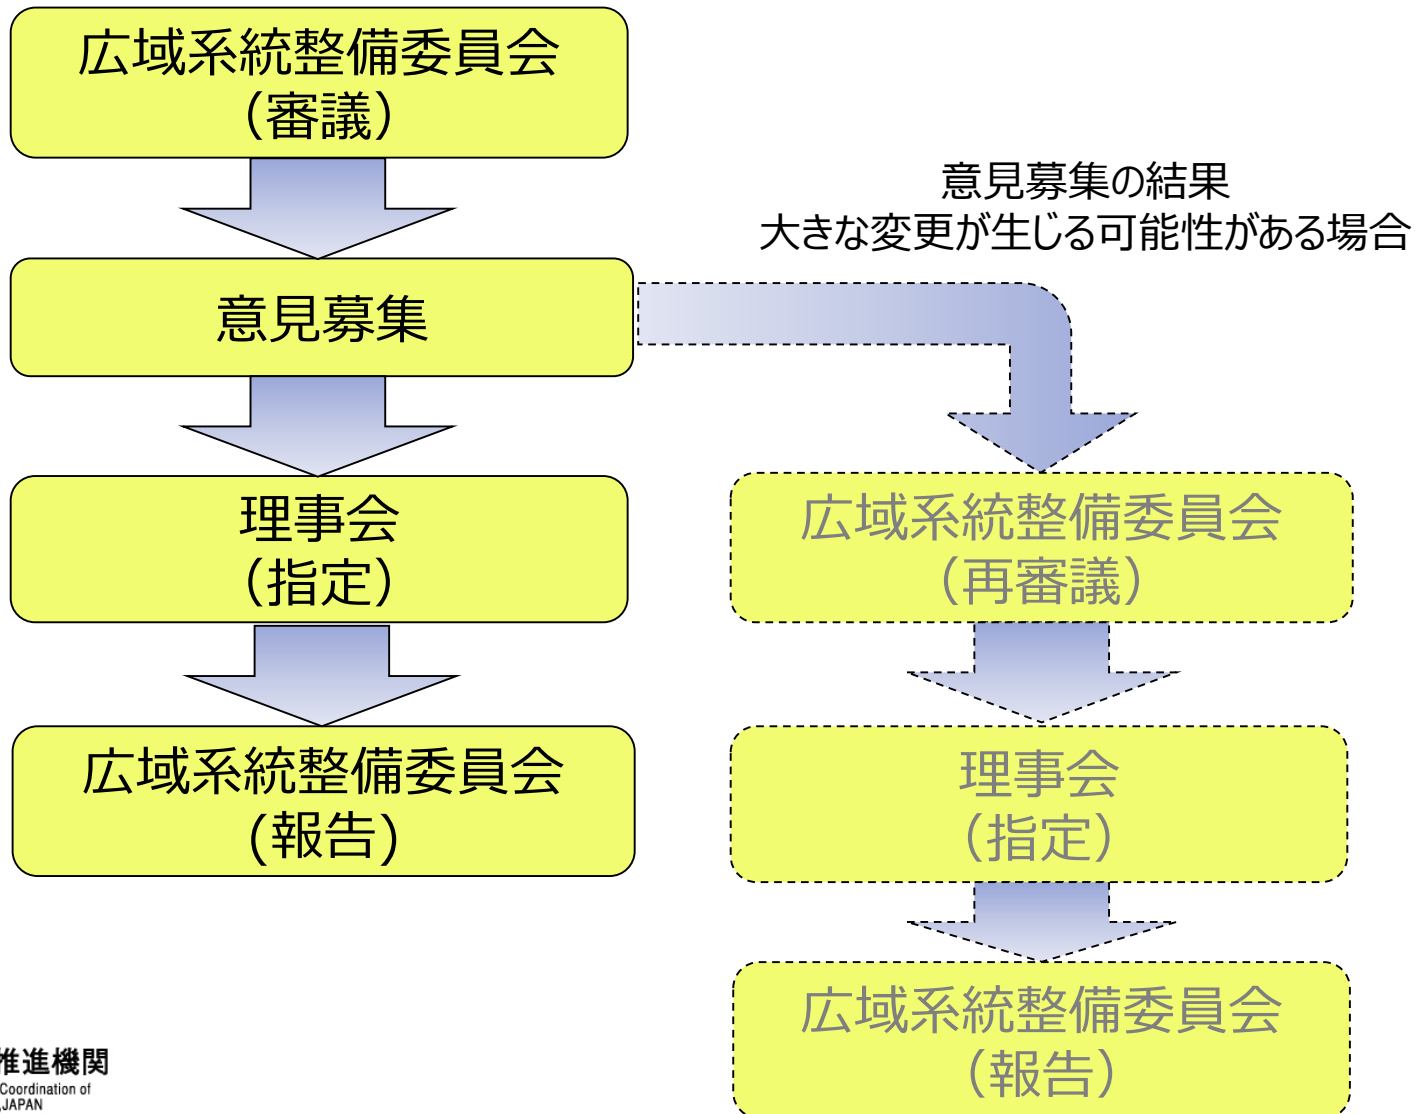 広域系統整備委員会
（審議）
意見募集の結果
大きな変更が生じる可能性がある場合
意見募集
理事会
（指定）
広域系統整備委員会
(報告)
広域系統整備委員会
（再審議）
理事会
（指定）
広域系統整備委員会
（報告）
推進機関
Coordination of
JAPAN